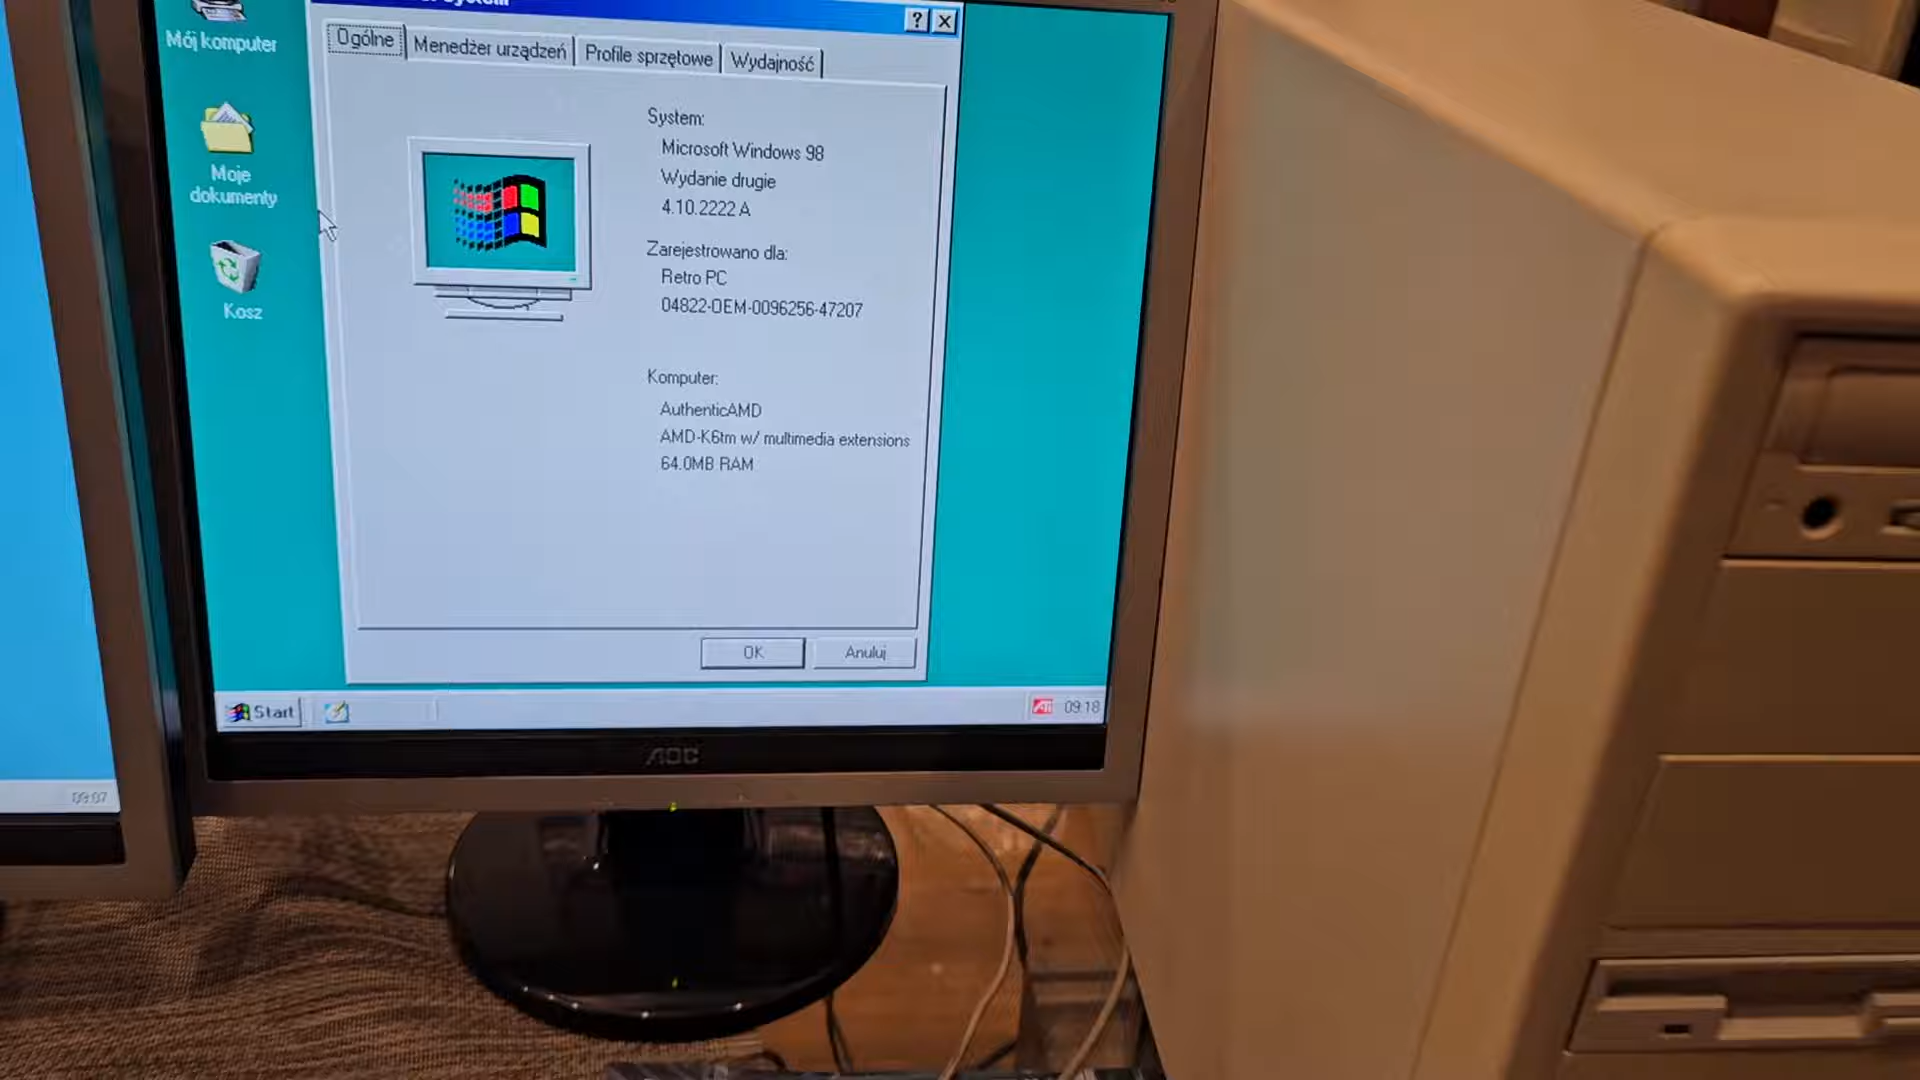 Mój komputer
Moje
dokumenty
Kosz
? X
Ogólne
Menedżer urządzeń
Profile sprzętowe
Wydajność
System:
Microsoft Windows 98
Wydanie drugie
4.10.2222 A
Zarejestrowano dla:
Retro PC
04822-OEM-0096256-47207
Komputer:
AuthenticAMD
AMD-K6tm w/ multimedia extensions
64.0MB RAM
OK
Anuluj
Start
ATI
09:18
AOC
09:07